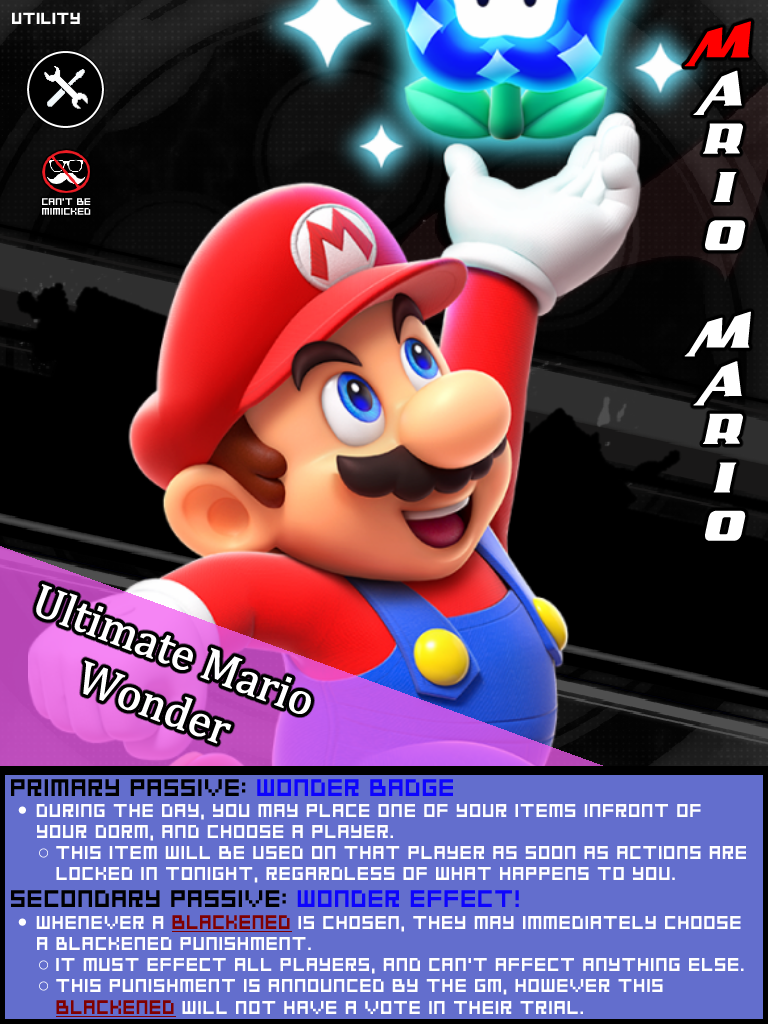 UTILITY
CAN'T BE
MIMICKED
M
MARIO
MARIO
Ultimate Mario
Wonder
PRIMARY PASSIVE: WONDER BADGE
• DURING THE DAY, YOU MAY PLACE ONE OF YOUR ITEMS INFRONT OF
YOUR DORM, AND CHOOSE A PLAYER.
○ THIS ITEM WILL BE USED ON THAT PLAYER AS SOON AS ACTIONS ARE
LOCKED IN TONIGHT, REGARDLESS OF WHAT HAPPENS TO YOU.
SECONDARY PASSIVE: WONDER EFFECT!
• WHENEVER A BLACKENED IS CHOSEN, THEY MAY IMMEDIATELY CHOOSE
A BLACKENED PUNISHMENT.
○ IT MUST EFFECT ALL PLAYERS, AND CAN'T AFFECT ANYTHING ELSE.
○ THIS PUNISHMENT IS ANNOUNCED BY THE GM, HOWEVER THIS
BLACKENED WILL NOT HAVE A VOTE IN THEIR TRIAL.